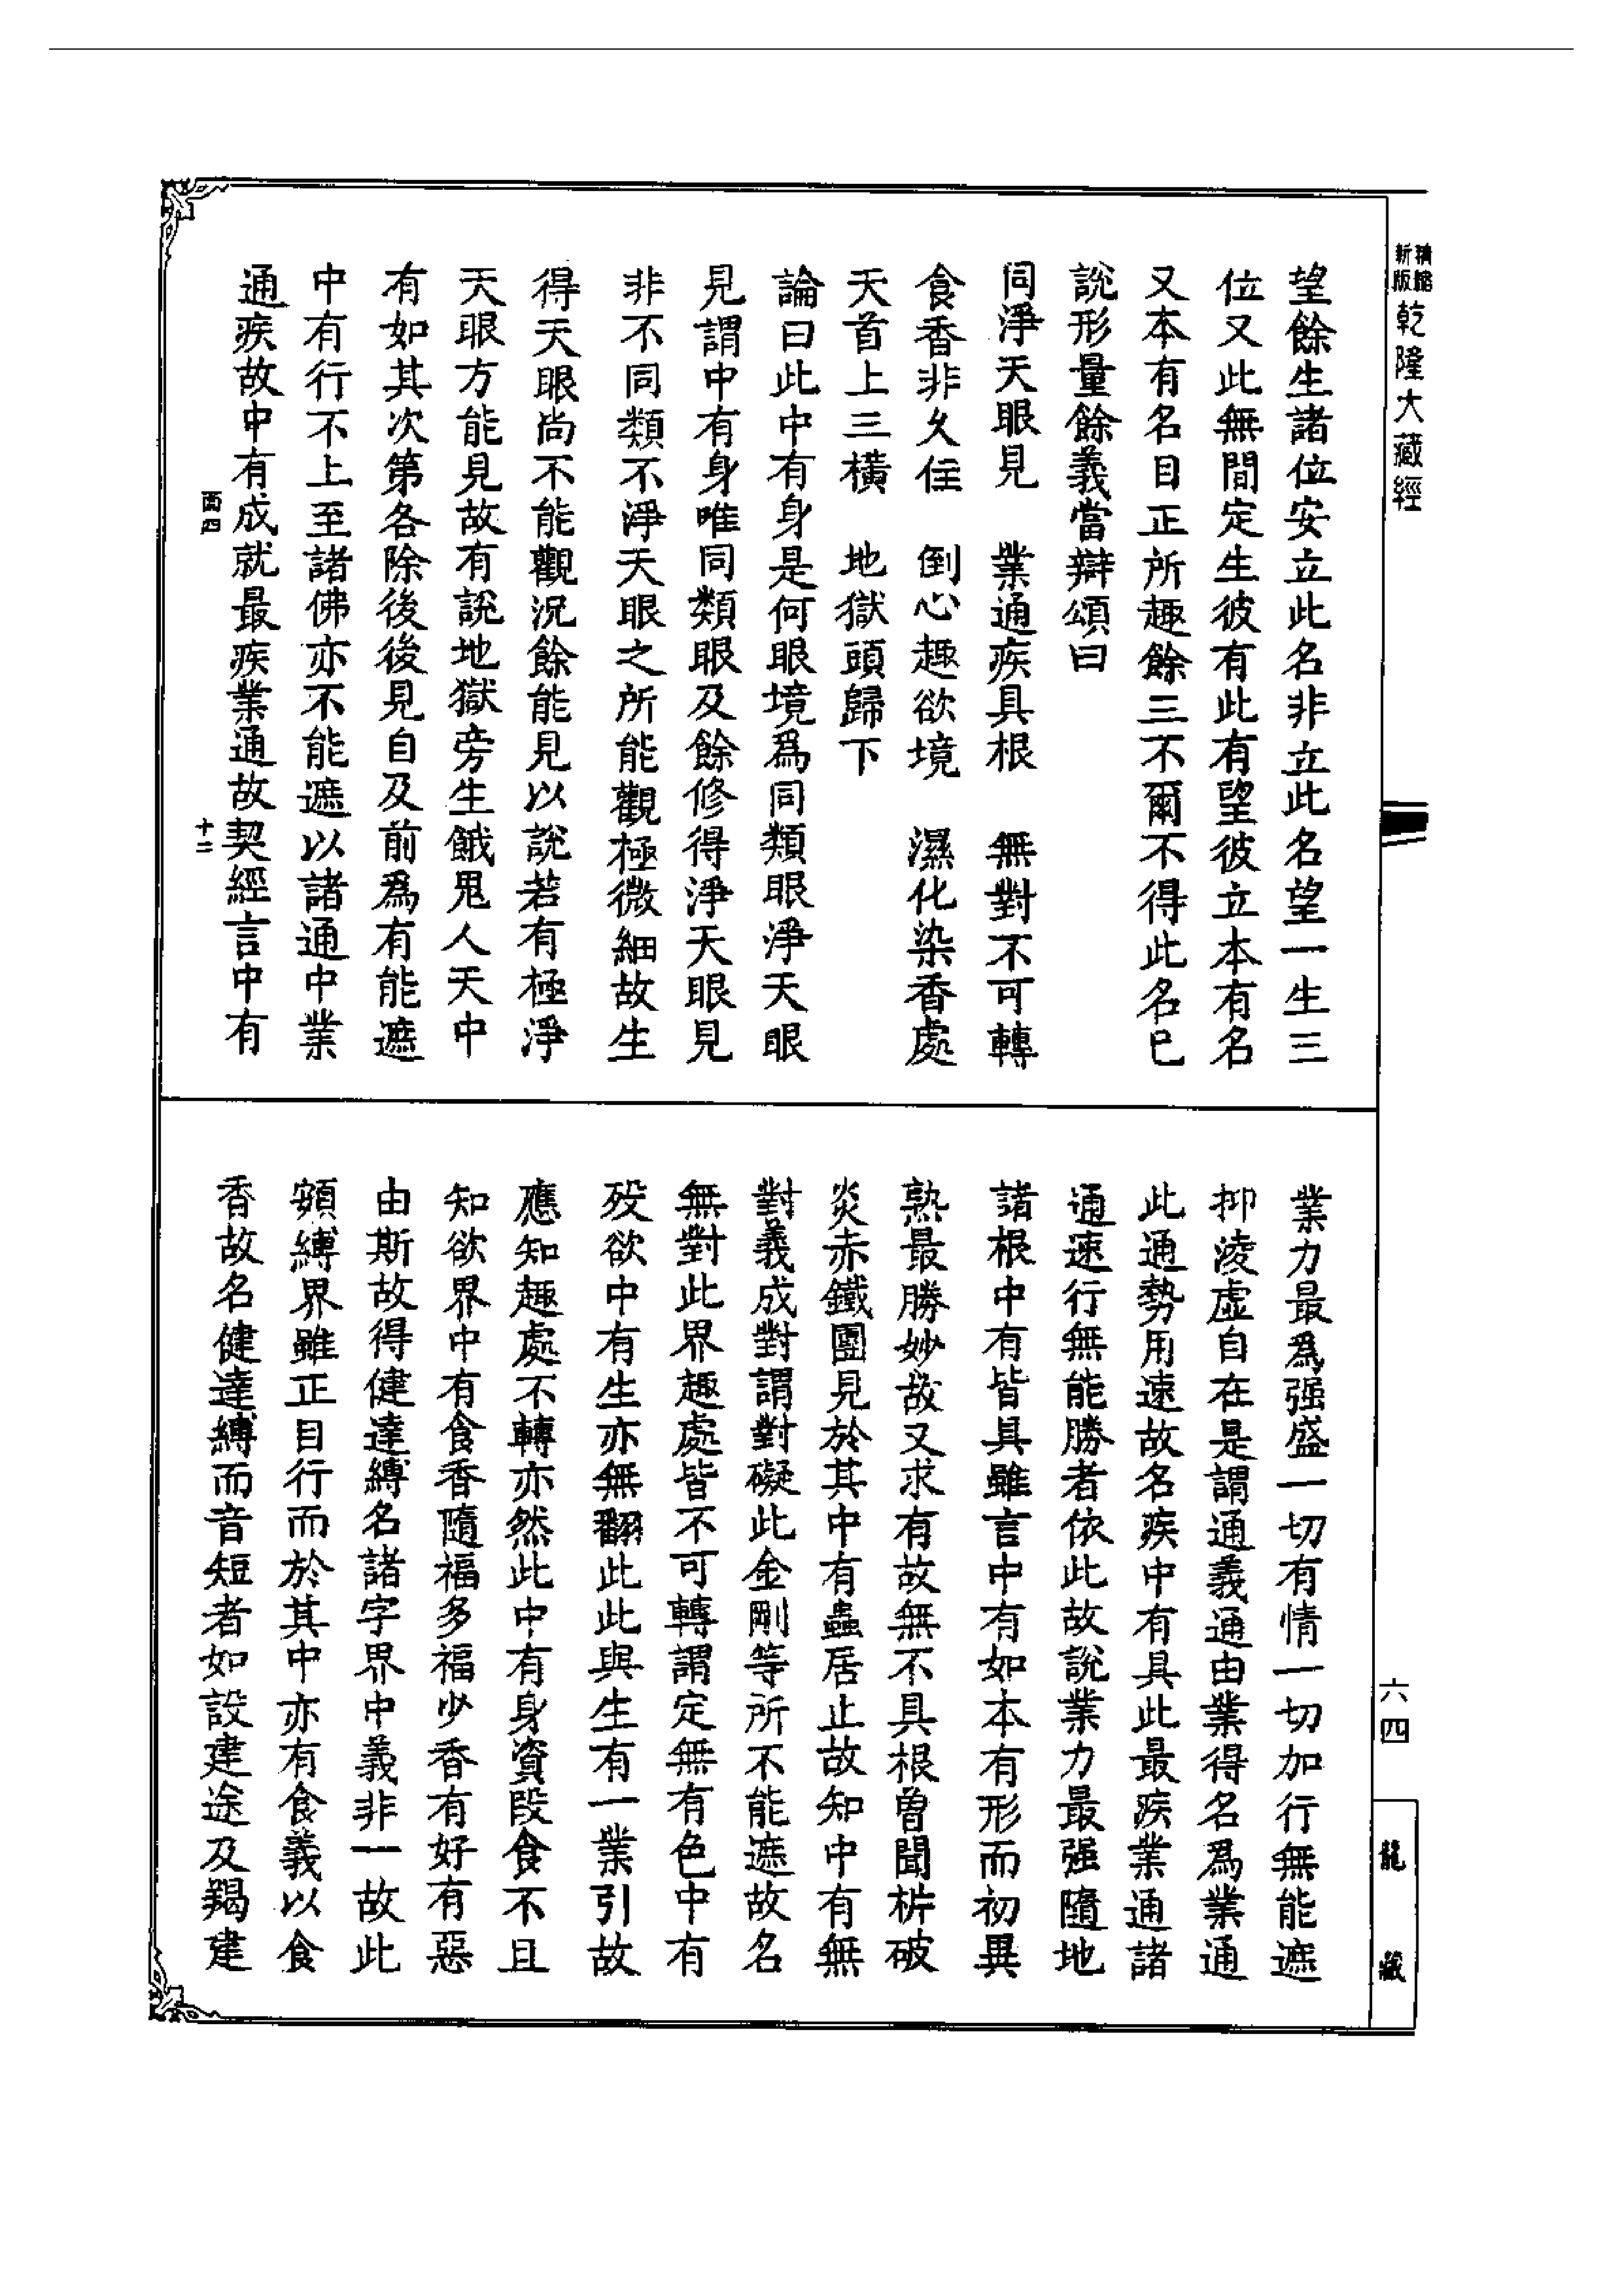 精縮
新版
乾隆大藏經
望餘生諸位安立此名非立此名望一生三
位又此無間定生彼有此有望彼立本有名
又本有名目正所趣餘三不爾不得此名已
說形量餘義當辯頌曰
同淨天眼見　業通疾具根　無對不可轉
食香非久住　倒心趣欲境　濕化染香處
天首上三橫　地獄頭歸下
論曰此中有身是何眼境爲同類眼淨天眼
見謂中有身唯同類眼及餘修得淨天眼見
非不同類不淨天眼之所能觀極微細故生
得天眼尚不能觀況餘能見以說若有極淨
天眼方能見故有說地獄旁生餓鬼人天中
有如其次第各除後後見自及前爲有能遮
中有行不上至諸佛亦不能遮以諸通中業
通疾故中有成就最疾業通故契經言中有
十二
業力最爲强盛一切有情一切加行無能遮
抑淩虛自在是謂通義通由業得名爲業通
此通勢用速故名疾中有具此最疾業通諸
通速行無能勝者依此故說業力最强隨地
諸根中有皆具雖言中有如本有形而初異
熟最勝妙故又求有故無不具根曾聞析破
炎赤鐵團見於其中有蟲居止故知中有無
對義成對謂對礙此金剛等所不能遮故名
無對此界趣處皆不可轉謂定無有色中有
歿欲中有生亦無翻此此與生有一業引故
應知趣處不轉亦然此中有身資段食不且
知欲界中有食香隨福多福少香有好有惡
由斯故得健達縛名諸字界中義非一故此
頞縛界雖正目行而於其中亦有食義以食
香故名健達縛而音短者如設建途及羯建
六四
龍藏